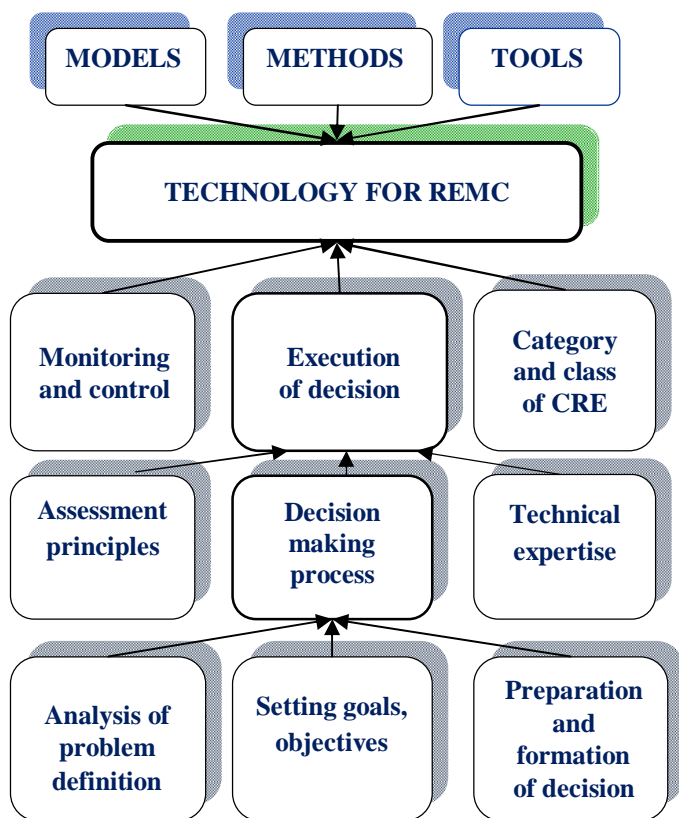 MODELS
METHODS
TOOLS
TECHNOLOGY FOR REMC
Monitoring
and control
Execution
of decision
Category
and class
of CRE
Assessment
principles
Decision
making
process
Technical
expertise
Analysis of
problem
definition
Setting goals,
objectives
Preparation
and
formation
of decision